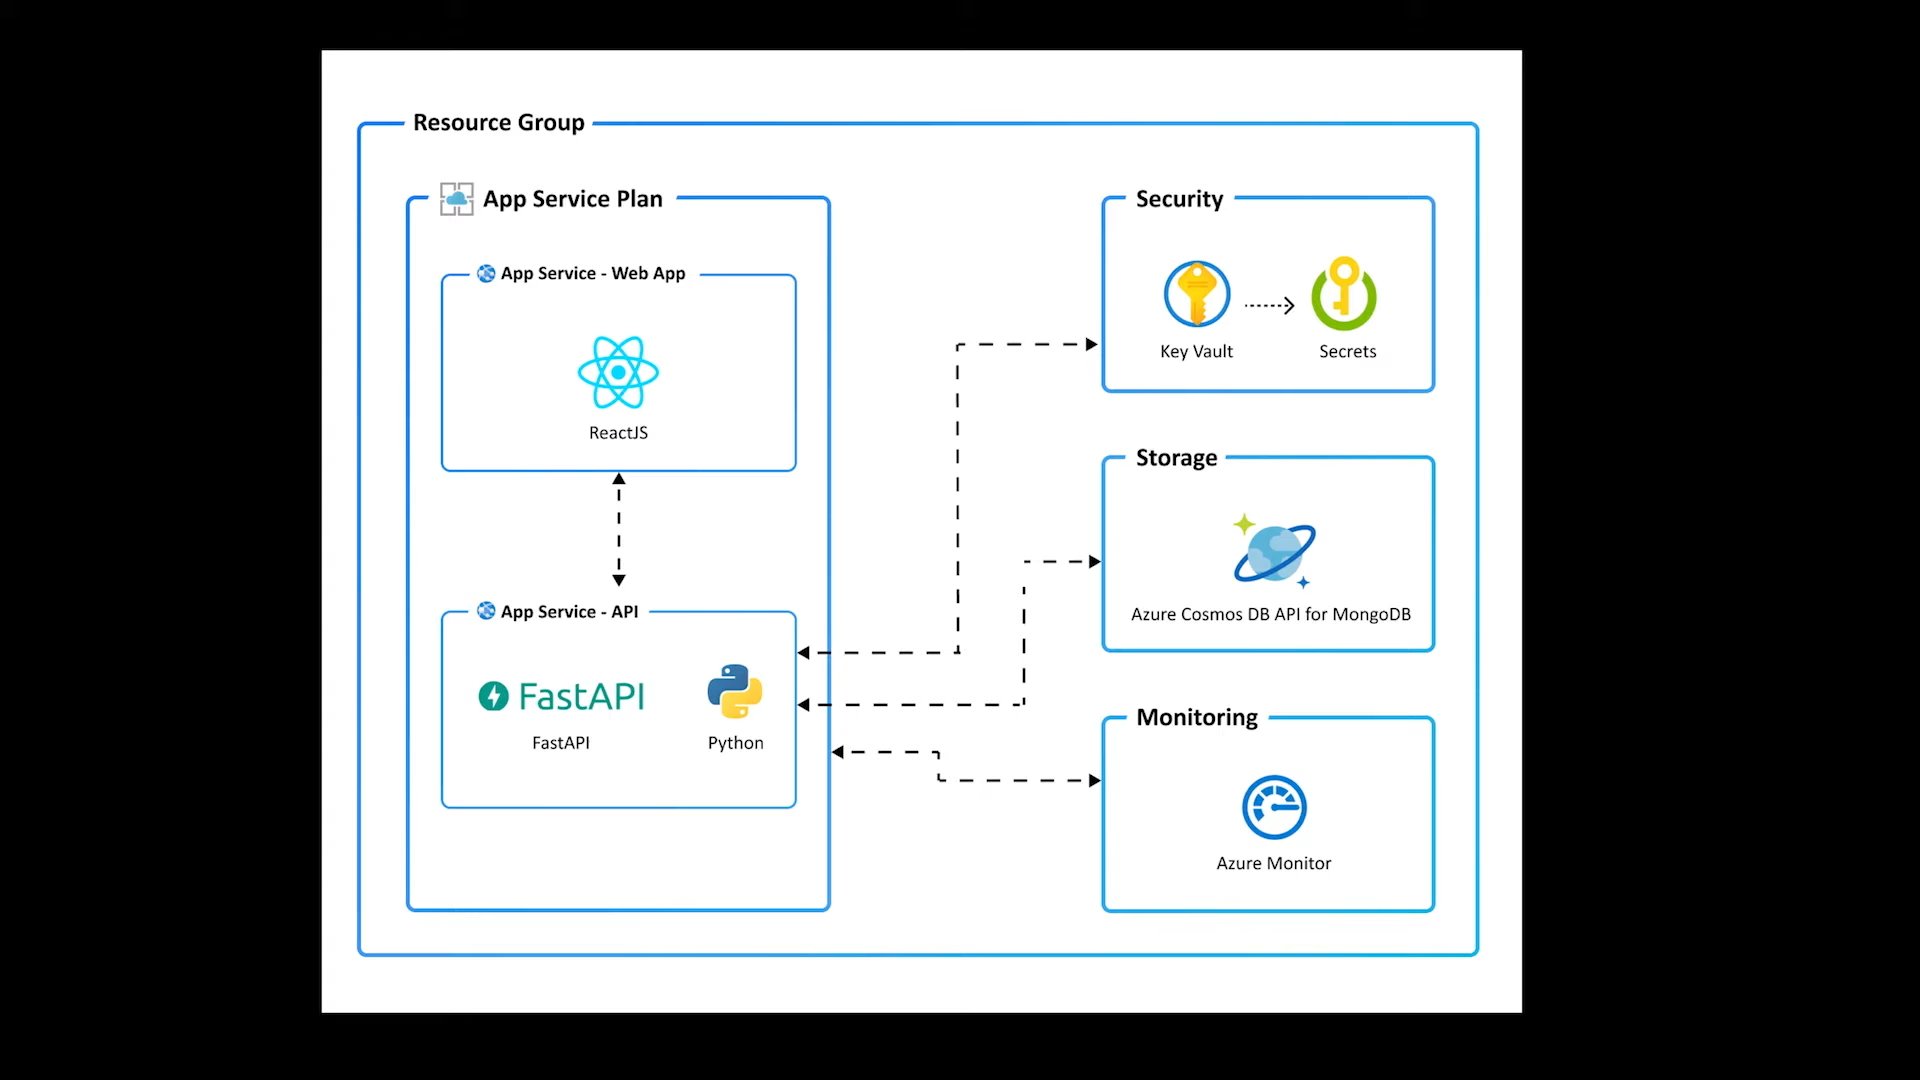 Resource Group
App Service Plan
App Service - Web App
ReactJS
App Service - API
FastAPI
FastAPI
Python
Security
Key Vault
Secrets
Storage
Azure Cosmos DB API for MongoDB
Monitoring
Azure Monitor